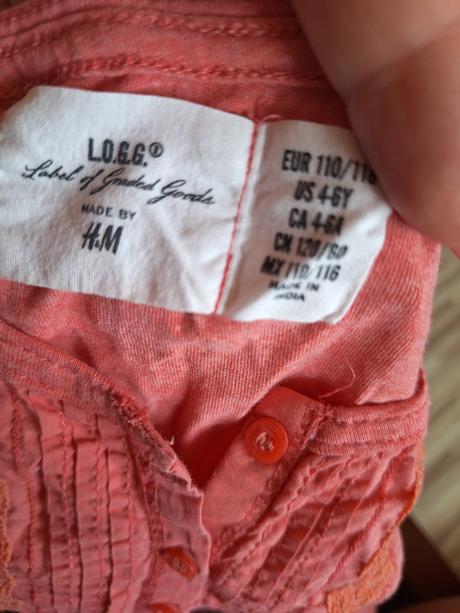 L.O.G.G.®
Label of Graded Goods
MADE BY
H&M
EUR 110/116
US 4-6Y
CA 4-6A
CN 120/60
MX 110/116
MADE IN
INDIA